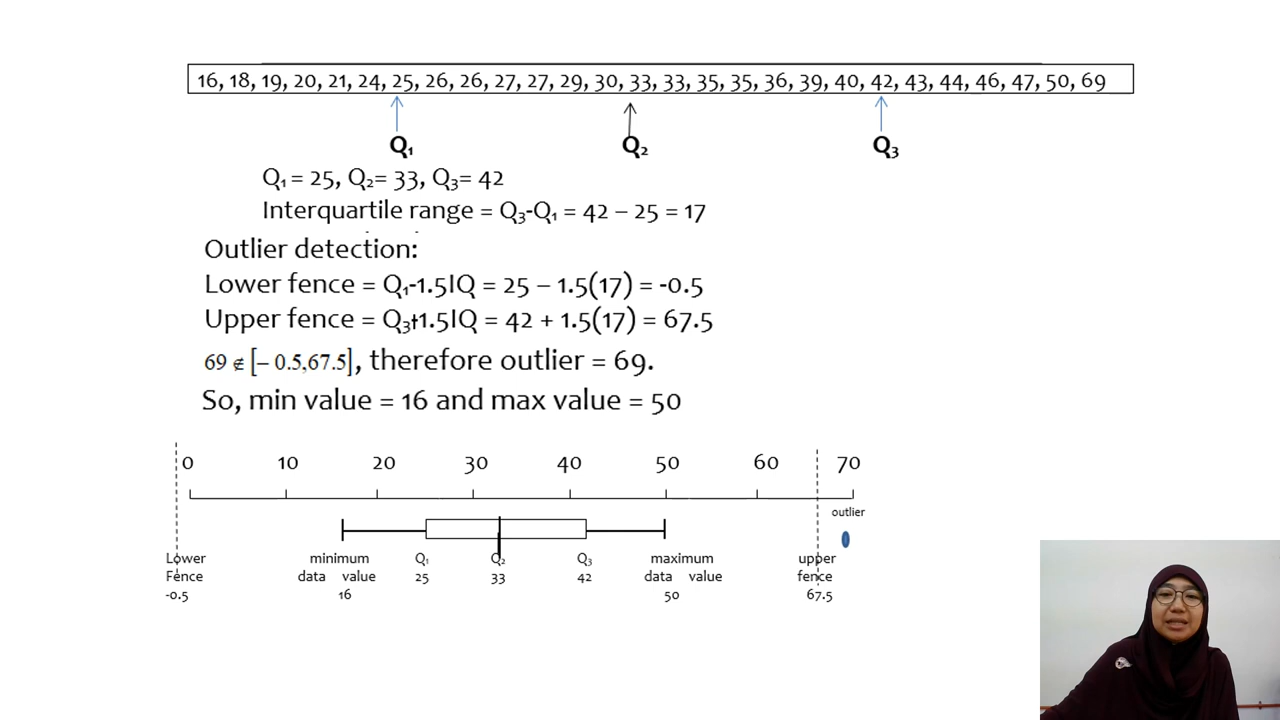 16, 18, 19, 20, 21, 24, 25, 26, 26, 27, 27, 29, 30, 33, 33, 35, 35, 36, 39, 40, 42, 43, 44, 46, 47, 50, 69
Q₁ Q₂ Q₃
Q₁ = 25, Q₂= 33, Q₃= 42
Interquartile range = Q₃-Q₁ = 42 – 25 = 17
Outlier detection:
Lower fence = Q₁-1.5IQ = 25 – 1.5(17) = -0.5
Upper fence = Q₃+1.5IQ = 42 + 1.5(17) = 67.5
69 ∉ [– 0.5,67.5], therefore outlier = 69.
So, min value = 16 and max value = 50
0 10 20 30 40 50 60 70
outlier
Lower minimum Q₁ Q₂ Q₃ maximum upper
Fence data value 25 33 42 data value fence
-0.5 16 50 67.5